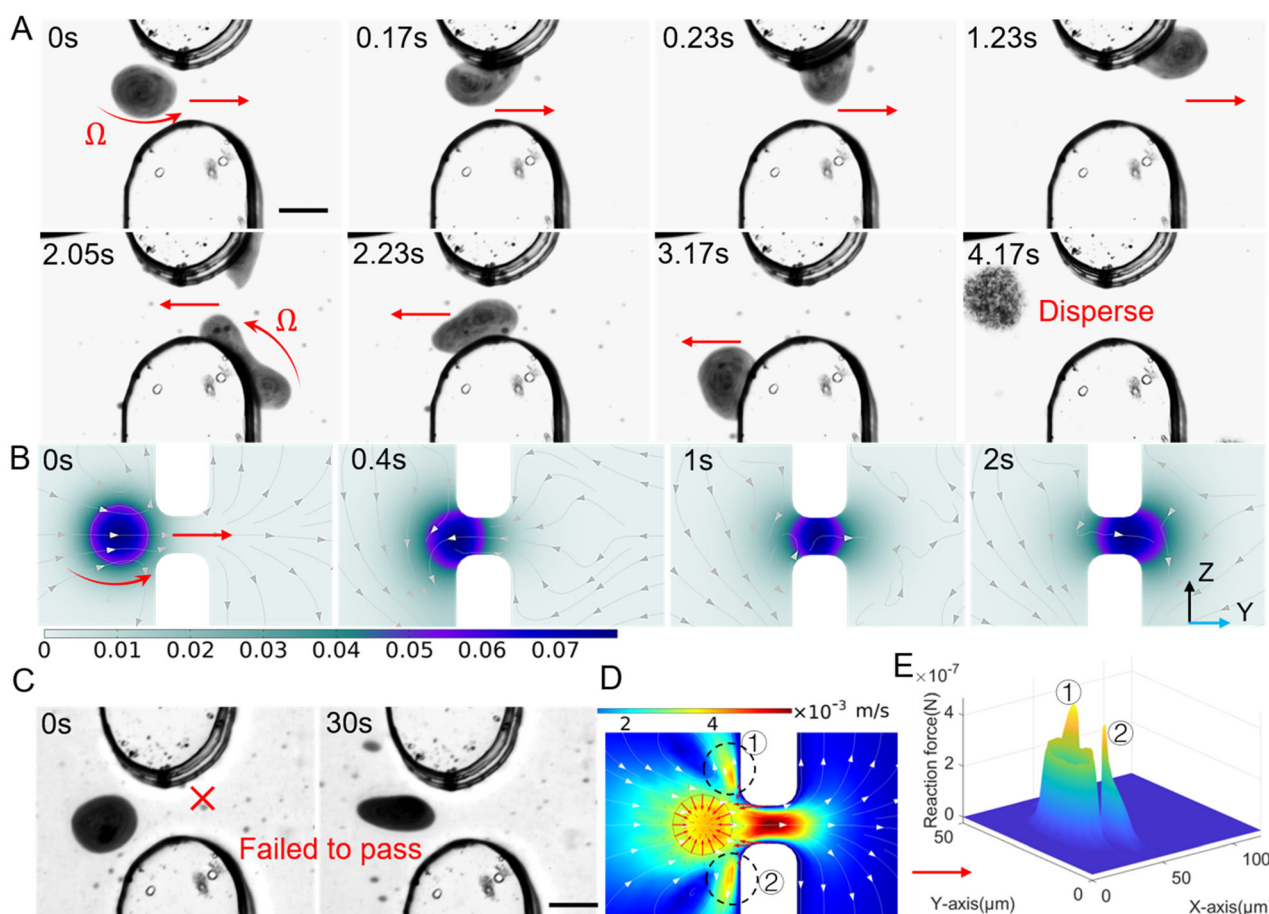 A
0s
0.17s
0.23s
1.23s
Ω
2.05s
2.23s
3.17s
4.17s
Ω
Disperse
B
0s
0.4s
1s
2s
Z
Y
0 0.01 0.02 0.03 0.04 0.05 0.06 0.07
C
0s
30s
Failed to pass
D
2 4 ×10⁻³ m/s
①
②
E
×10⁻⁷
Reaction force(N)
4
2
0
①
②
50
0
0
50
100
Y-axis(μm)
X-axis(μm)